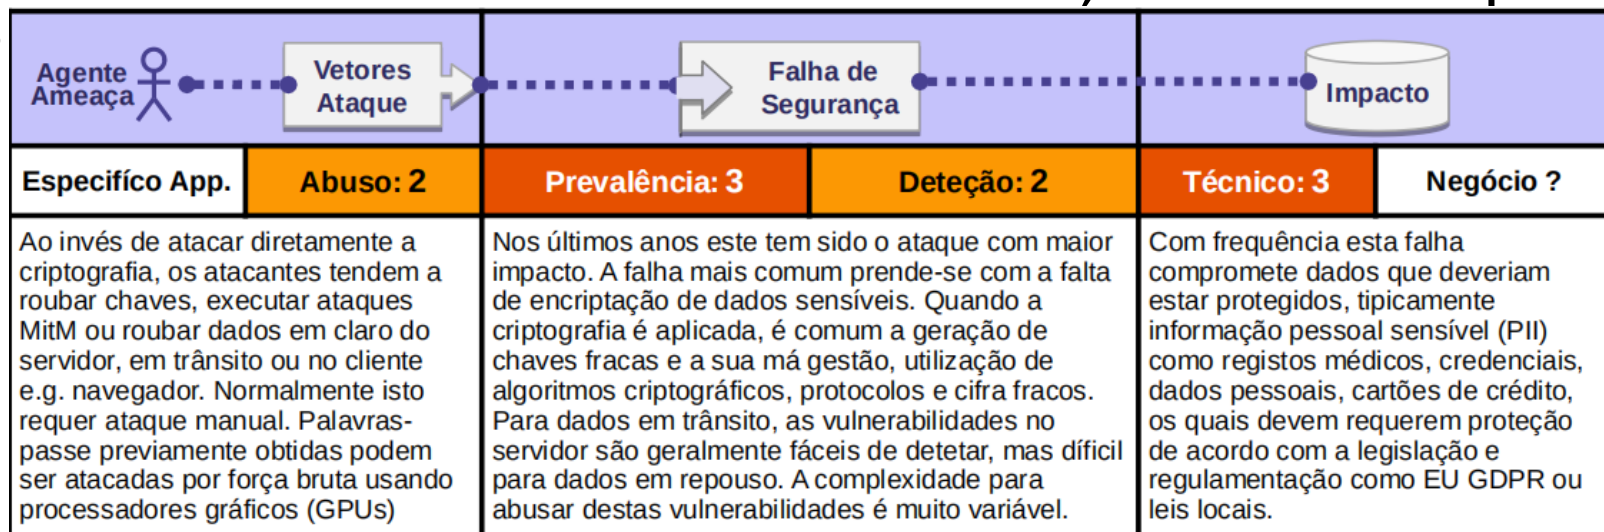 Agente
Ameaça
Vetores
Ataque
Falha de
Segurança
Impacto
Específico App.
Abuso: 2
Prevalência: 3
Deteção: 2
Técnico: 3
Negócio ?
Ao invés de atacar diretamente a
criptografia, os atacantes tendem a
roubar chaves, executar ataques
MitM ou roubar dados em claro do
servidor, em trânsito ou no cliente
e.g. navegador. Normalmente isto
requer ataque manual. Palavras-
passe previamente obtidas podem
ser atacadas por força bruta usando
processadores gráficos (GPUs)
Nos últimos anos este tem sido o ataque com maior
impacto. A falha mais comum prende-se com a falta
de encriptação de dados sensíveis. Quando a
criptografia é aplicada, é comum a geração de
chaves fracas e a sua má gestão, utilização de
algoritmos criptográficos, protocolos e cifra fracos.
Para dados em trânsito, as vulnerabilidades no
servidor são geralmente fáceis de detetar, mas díficil
para dados em repouso. A complexidade para
abusar destas vulnerabilidades é muito variável.
Com frequência esta falha
compromete dados que deveriam
estar protegidos, tipicamente
informação pessoal sensível (PII)
como registos médicos, credenciais,
dados pessoais, cartões de crédito,
os quais devem requerem proteção
de acordo com a legislação e
regulamentação como EU GDPR ou
leis locais.